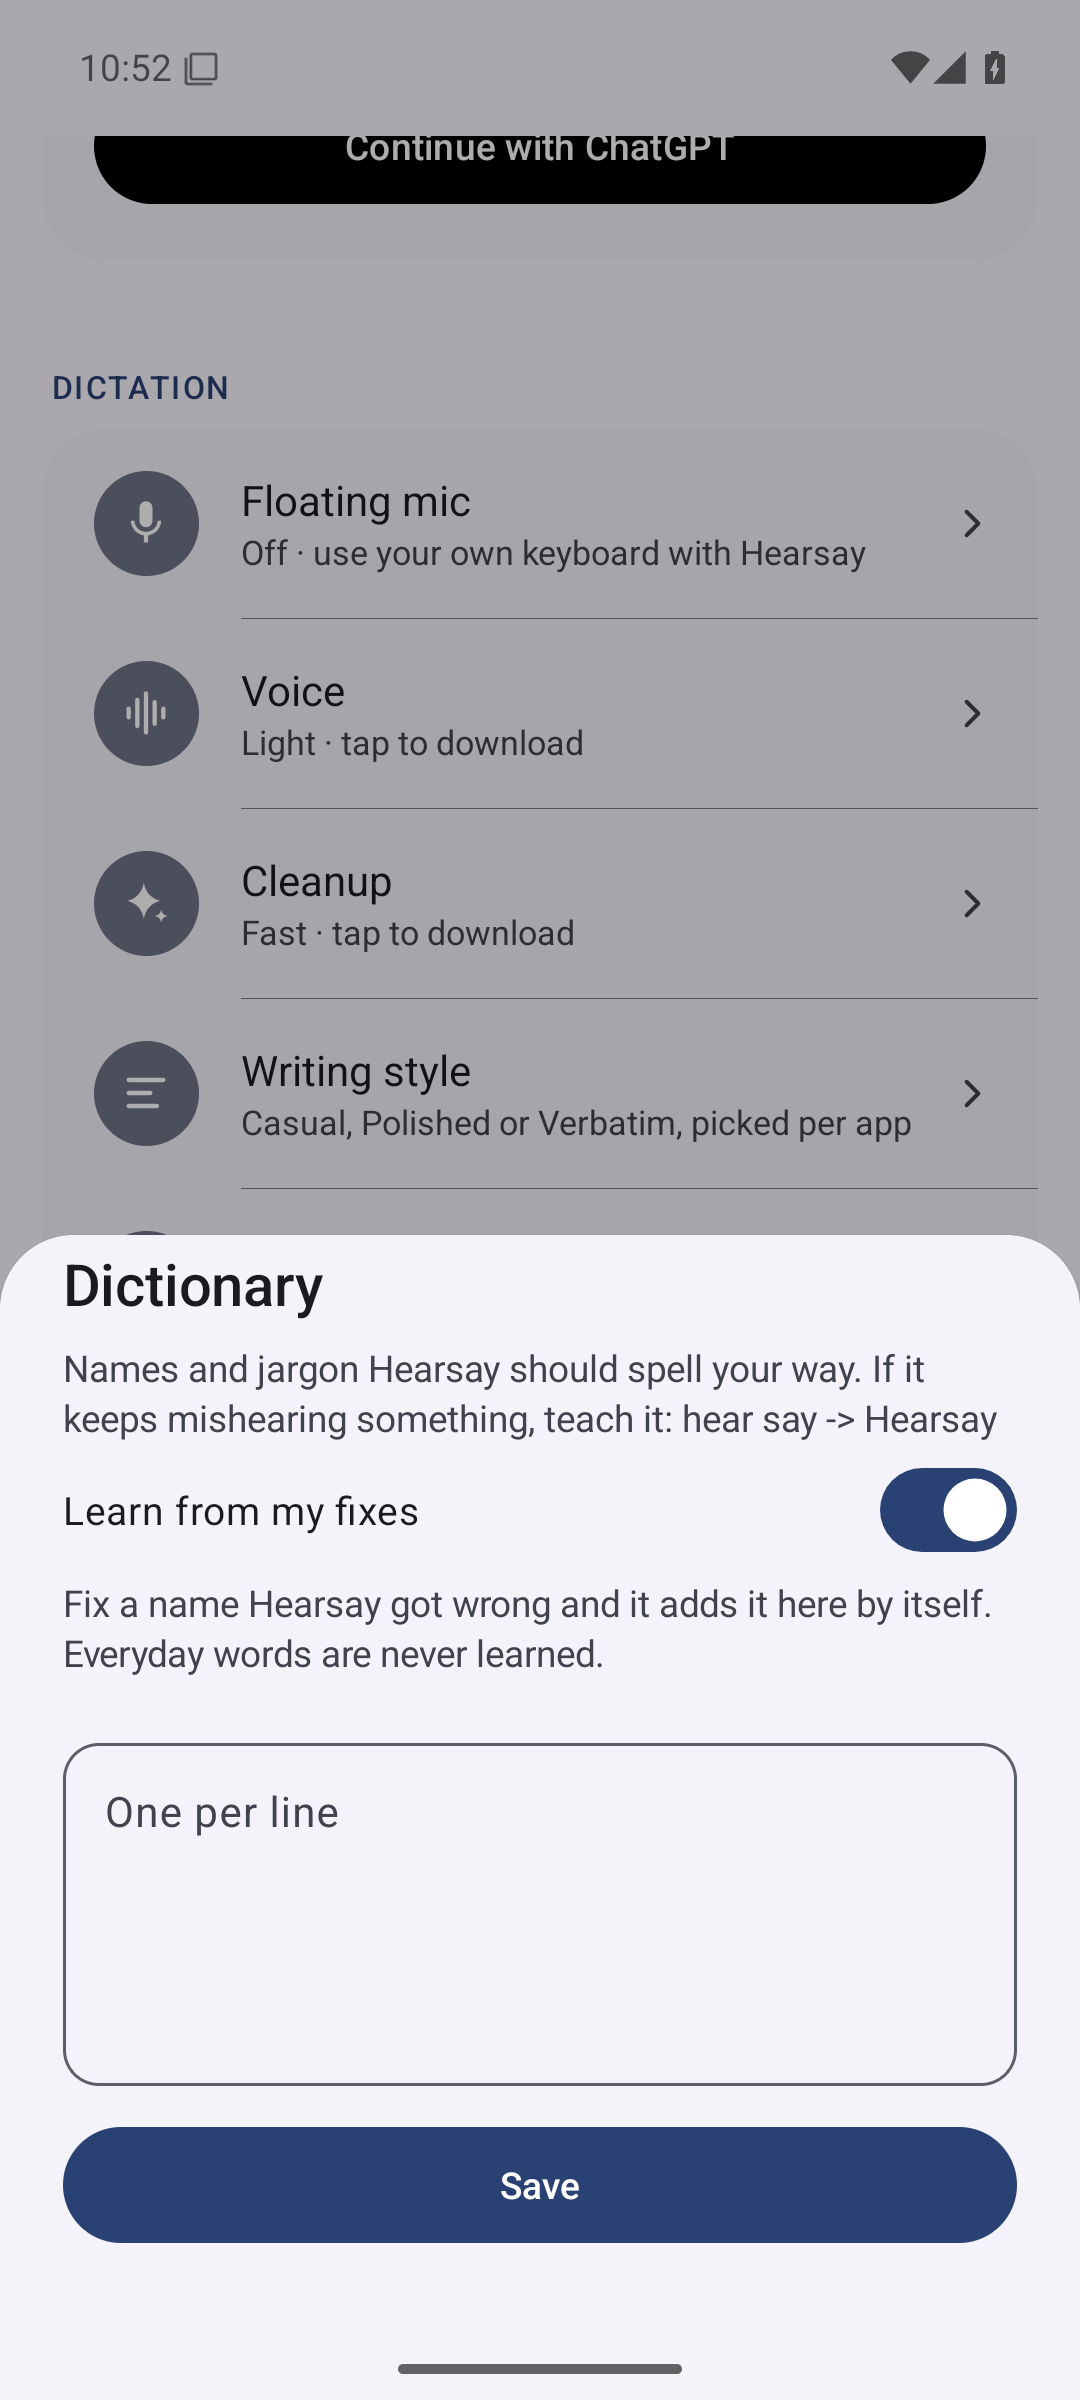 10:52
Continue with ChatGPT
DICTATION
Floating mic
Off · use your own keyboard with Hearsay
Voice
Light · tap to download
Cleanup
Fast · tap to download
Writing style
Casual, Polished or Verbatim, picked per app
Dictionary
Names and jargon Hearsay should spell your way. If it
keeps mishearing something, teach it: hear say -> Hearsay
Learn from my fixes
Fix a name Hearsay got wrong and it adds it here by itself.
Everyday words are never learned.
One per line
Save